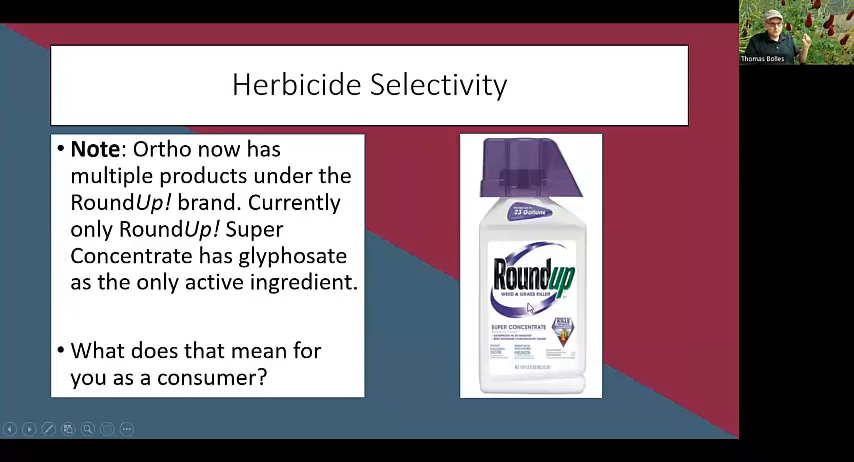 Thomas Bolles
Herbicide Selectivity
• Note: Ortho now has
multiple products under the
RoundUp! brand. Currently
only RoundUp! Super
Concentrate has glyphosate
as the only active ingredient.
• What does that mean for
you as a consumer?
23 Gallons
Roundup
WEED & GRASS KILLER
SUPER CONCENTRATE
KILLS